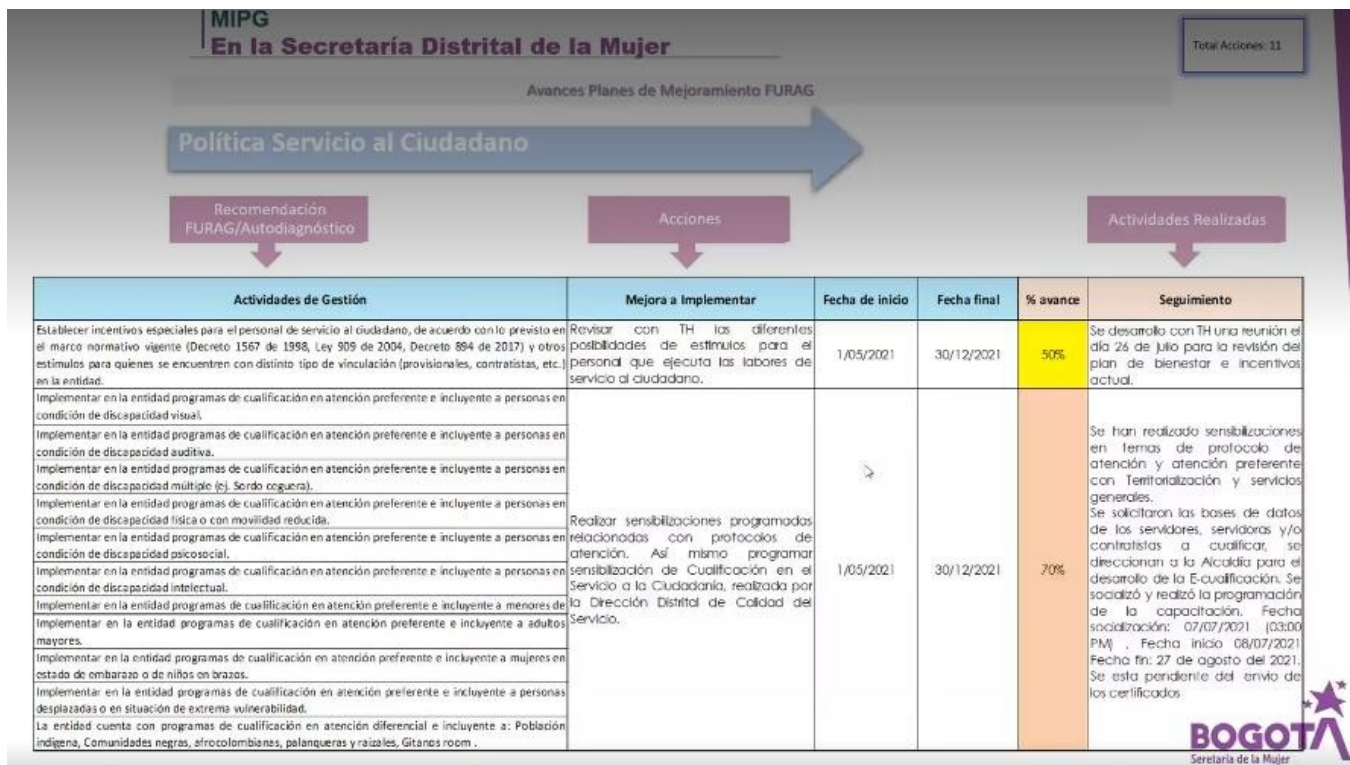 MIPG
En la Secretaría Distrital de la Mujer
Total Acciones: 11
Avances Planes de Mejoramiento FURAG
Política Servicio al Ciudadano
Recomendación
FURAG/Autodiagnóstico
Acciones
Actividades Realizadas
Actividades de Gestión
Mejora a Implementar
Fecha de inicio
Fecha final
% avance
Seguimiento
Establecer incentivos especiales para el personal de servicio al ciudadano, de acuerdo con lo previsto en
el marco normativo vigente (Decreto 1567 de 1998, Ley 909 de 2004, Decreto 894 de 2017) y otros
estímulos para quienes se encuentren con distinto tipo de vinculación (provisionales, contratistas, etc.)
en la entidad.
Revisar con TH las diferentes
posibilidades de estímulos para el
personal que ejecuta las labores de
servicio al ciudadano.
1/05/2021
30/12/2021
50%
Se desarrollo con TH una reunión el
día 26 de julio para la revisión del
plan de bienestar e incentivos
actual.
Implementar en la entidad programas de cualificación en atención preferente e incluyente a personas en
condición de discapacidad visual.
Implementar en la entidad programas de cualificación en atención preferente e incluyente a personas en
condición de discapacidad auditiva.
Implementar en la entidad programas de cualificación en atención preferente e incluyente a personas en
condición de discapacidad múltiple (ej. Sordo ceguera).
Implementar en la entidad programas de cualificación en atención preferente e incluyente a personas en
condición de discapacidad física o con movilidad reducida.
Implementar en la entidad programas de cualificación en atención preferente e incluyente a personas en
condición de discapacidad psicosocial.
Implementar en la entidad programas de cualificación en atención preferente e incluyente a personas en
condición de discapacidad intelectual.
Implementar en la entidad programas de cualificación en atención preferente e incluyente a menores de
Implementar en la entidad programas de cualificación en atención preferente e incluyente a adultos
mayores.
Implementar en la entidad programas de cualificación en atención preferente e incluyente a mujeres en
estado de embarazo o de niños en brazos.
Implementar en la entidad programas de cualificación en atención preferente e incluyente a personas
desplazadas o en situación de extrema vulnerabilidad.
La entidad cuenta con programas de cualificación en atención diferencial e incluyente a: Población
indígena, Comunidades negras, afrocolombianas, palanqueras y raizales, Gitanos room .
Realizar sensibilizaciones programadas
relacionadas con protocolos de
atención. Así mismo programar
sensibilización de Cualificación en el
Servicio a la Ciudadanía, realizada por
la Dirección Distrital de Calidad del
Servicio.
1/05/2021
30/12/2021
70%
Se han realizado sensibilizaciones
en temas de protocolo de
atención y atención preferente
con Territorialización y servicios
generales.
Se solicitaron las bases de datos
de los servidores, servidoras y/o
contratistas a cualificar, se
direccionan a la Alcaldía para el
desarrollo de la E-cualificación. Se
socializó y realizó la programación
de la capacitación. Fecha
socialización: 07/07/2021 (03:00
PM) , Fecha inicio 08/07/2021
Fecha fin: 27 de agosto del 2021.
Se esta pendiente del envio de
los certificados
BOGOTÁ
Seretaría de la Mujer